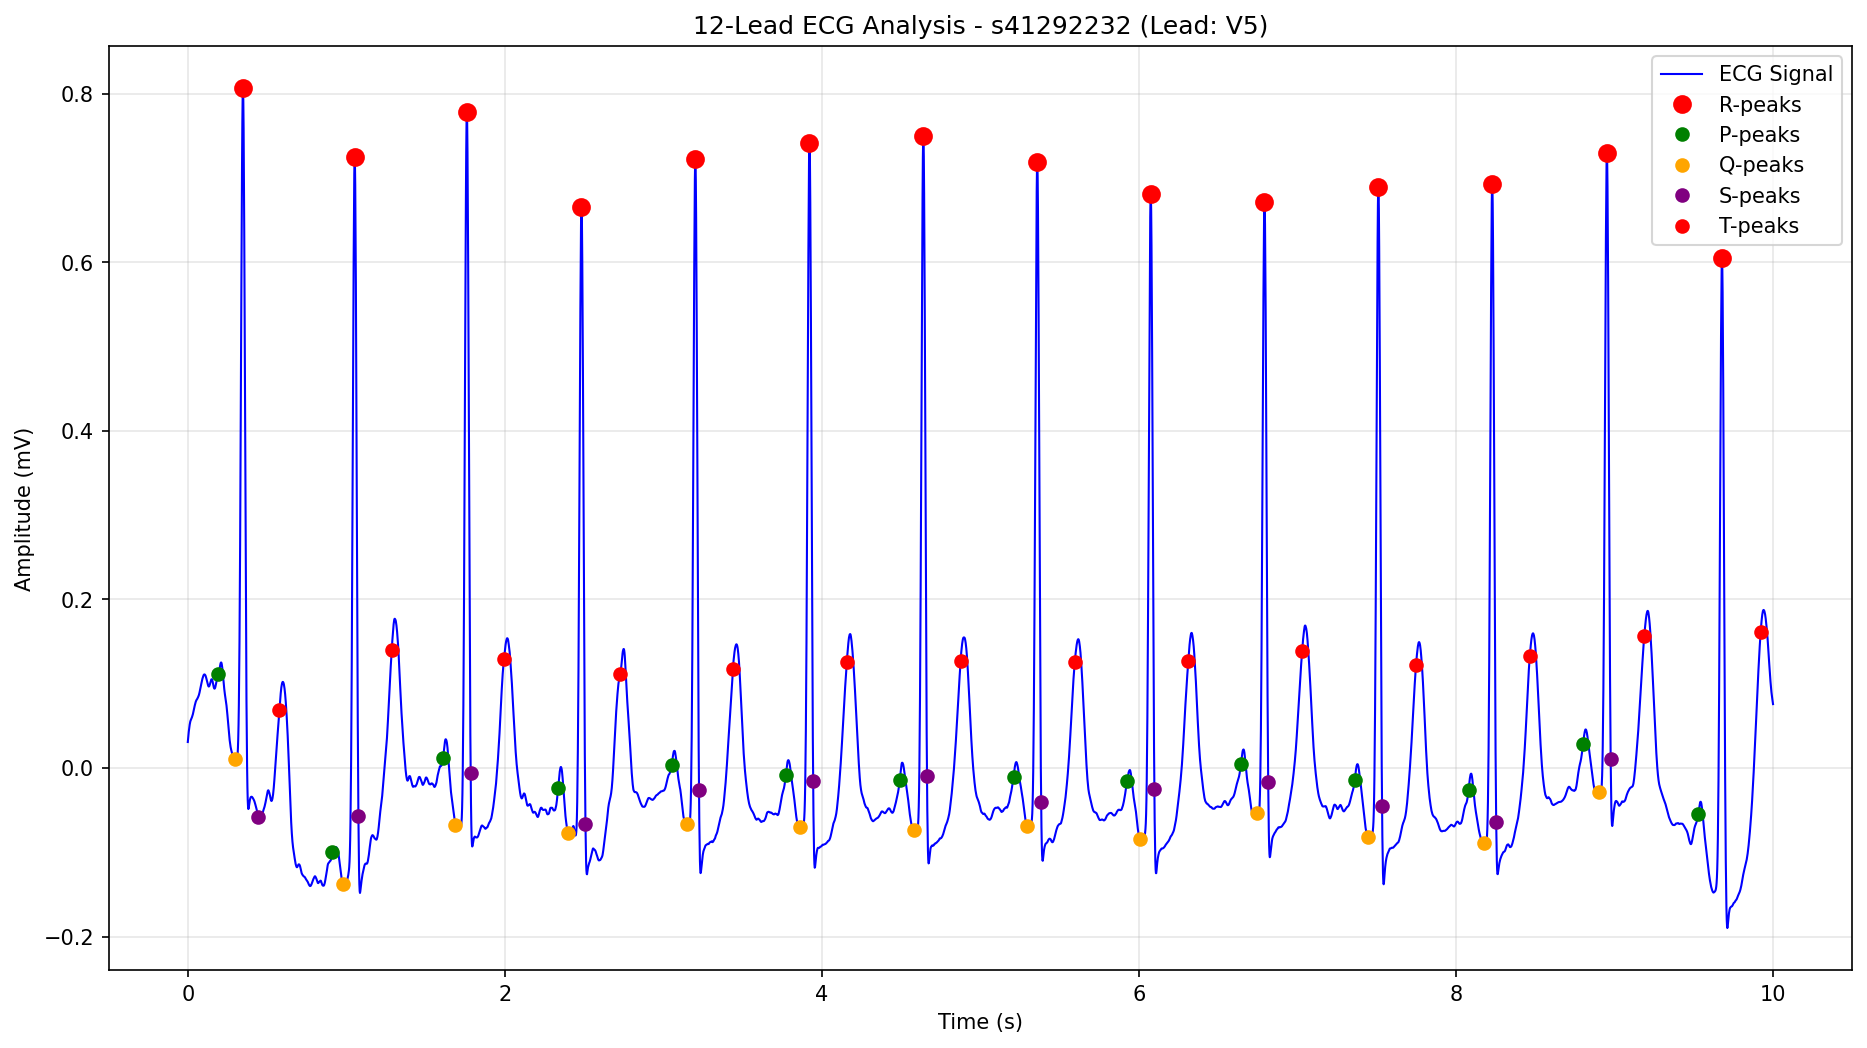 12-Lead ECG Analysis - s41292232 (Lead: V5)
ECG Signal
R-peaks
P-peaks
Q-peaks
S-peaks
T-peaks
Amplitude (mV)
0.8
0.6
0.4
0.2
0.0
−0.2
0 2 4 6 8 10
Time (s)